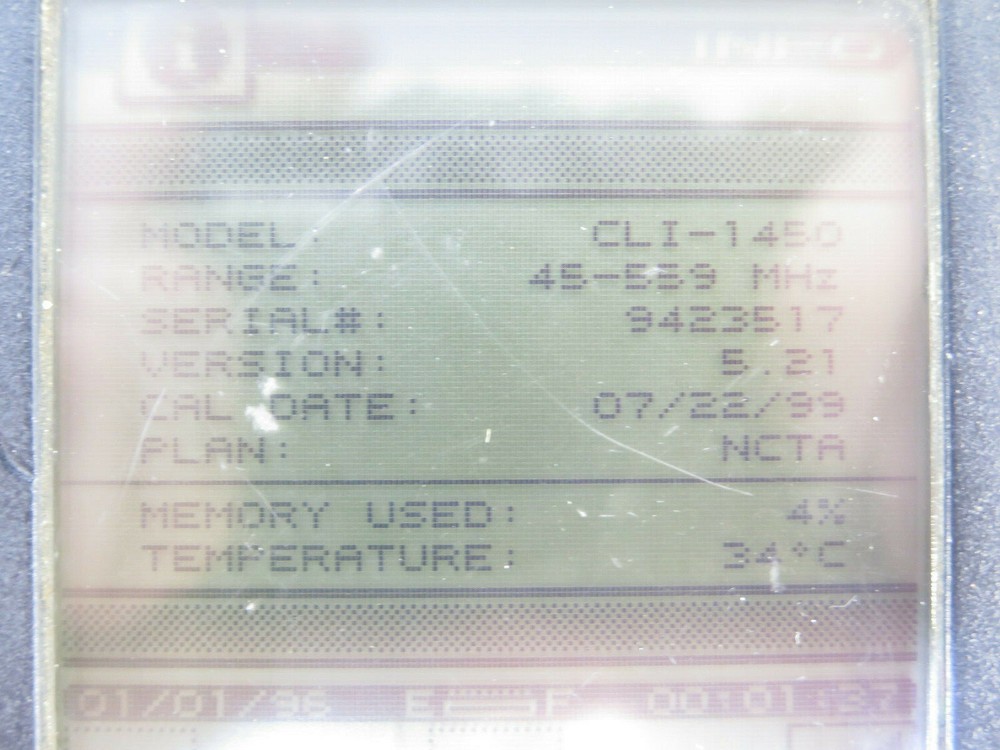 i INFO
MODEL: CLI-1450
RANGE: 45-559 MHz
SERIAL#: 9423517
VERSION: 5.21
CAL DATE: 07/22/99
PLAN: NCTA
MEMORY USED: 4%
TEMPERATURE: 34°C
01/01/96 E F 00:01:37